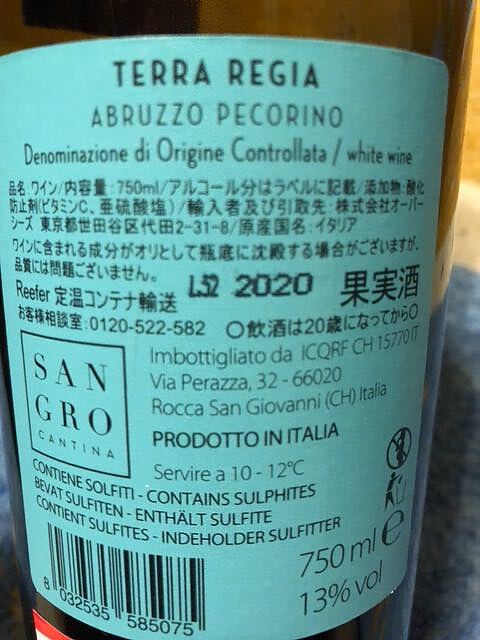 TERRA REGIA
ABRUZZO PECORINO
Denominazione di Origine Controllata / white wine
品名:ワイン/内容量:750ml/アルコール分はラベルに記載/添加物:酸化
防止剤(ビタミンC、亜硫酸塩)/輸入者及び引取先:株式会社オーバー
シーズ 東京都世田谷区代田2-31-8/原産国名:イタリア
ワインに含まれる成分がオリとして瓶底に沈殿する場合がございますが、
品質には問題ございません。
Reefer 定温コンテナ輸送 L52 2020 果実酒
お客様相談室:0120-522-582 〇飲酒は20歳になってから〇
SAN
GRO
CANTINA
Imbottigliato da ICQRF CH 15770 IT
Via Perazza, 32 - 66020
Rocca San Giovanni (CH) Italia
PRODOTTO IN ITALIA
Servire a 10 - 12°C
CONTIENE SOLFITI - CONTAINS SULPHITES
BEVAT SULFITEN - ENTHÄLT SULFITE
CONTIENT SULFITES - INDEHOLDER SULFITTER
750 ml e
13% vol
8 032535 585075